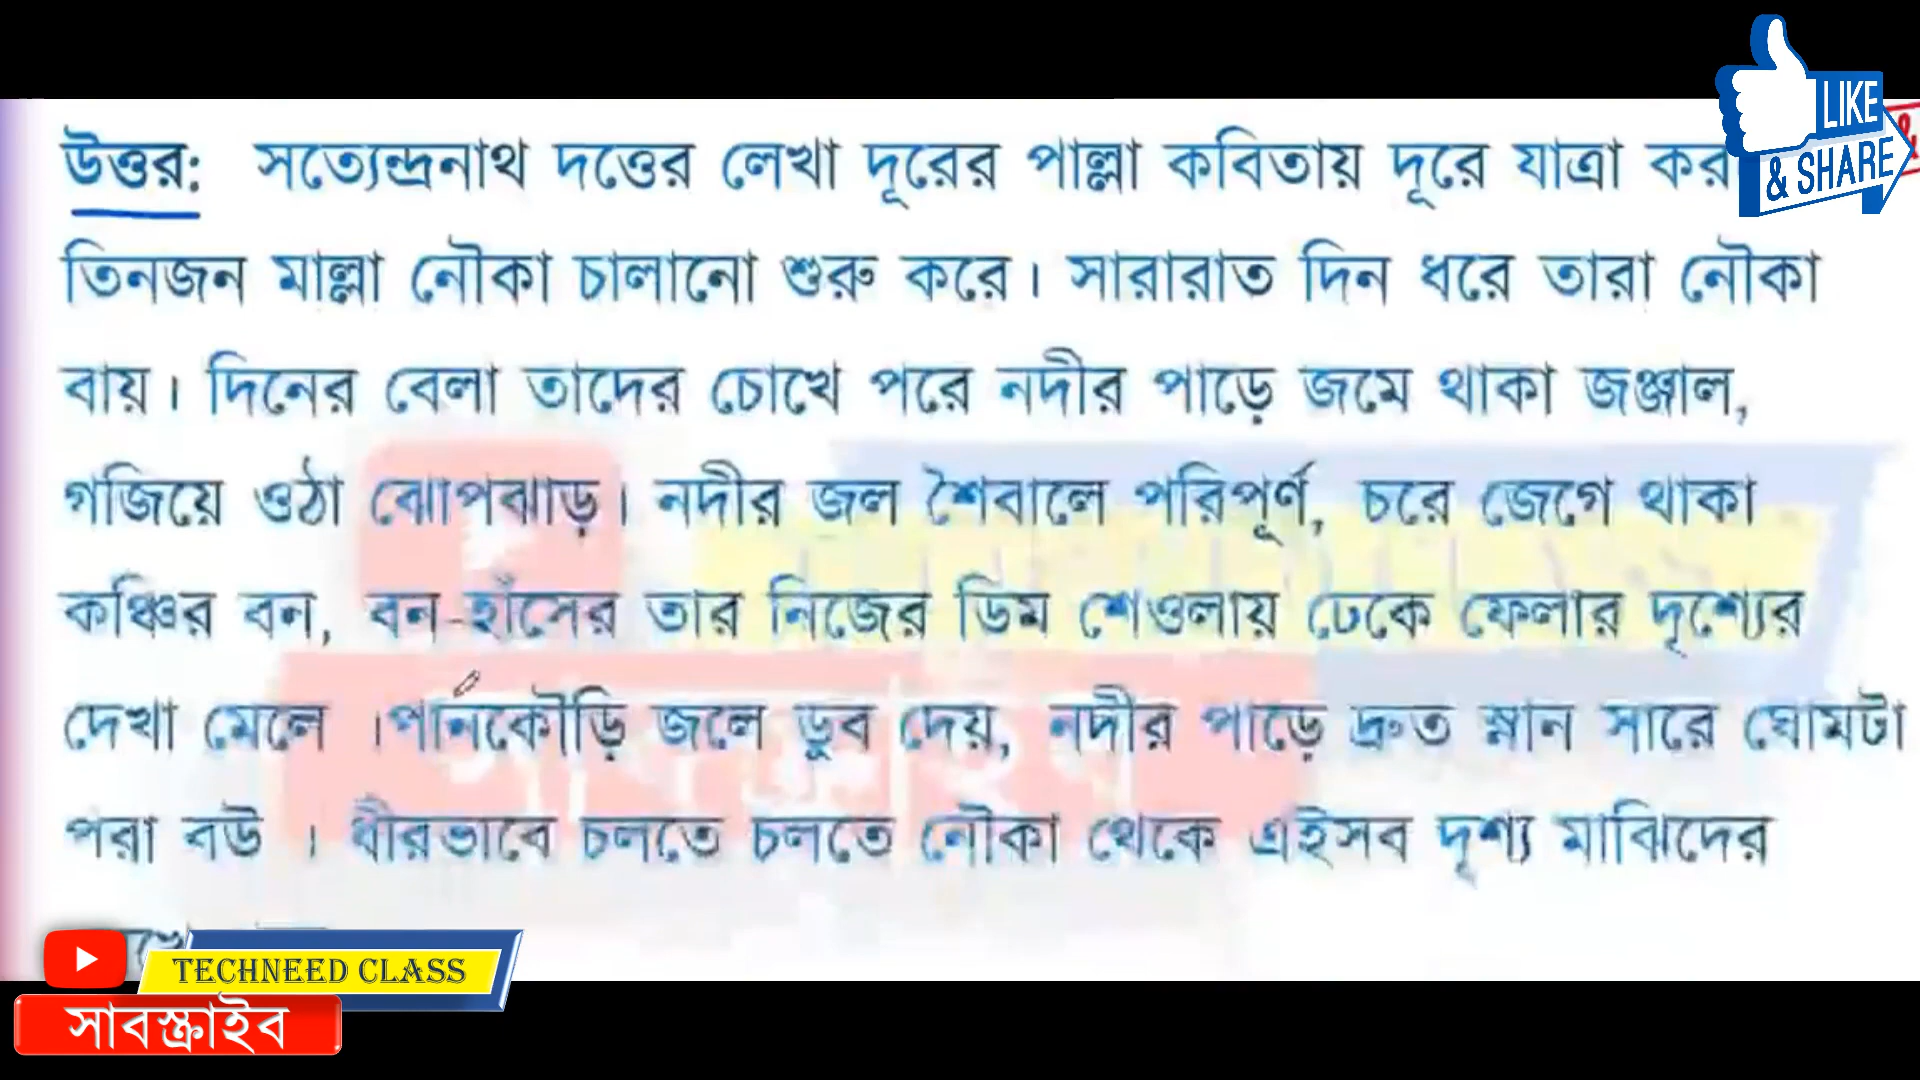 LIKE
& SHARE
উত্তর: সত্যেন্দ্রনাথ দত্তের লেখা দূরের পাল্লা কবিতায় দূরে যাত্রা কর
তিনজন মাল্লা নৌকা চালানো শুরু করে। সারারাত দিন ধরে তারা নৌকা
বায়। দিনের বেলা তাদের চোখে পরে নদীর পাড়ে জমে থাকা জঞ্জাল,
গজিয়ে ওঠা ঝোপঝাড়। নদীর জল শৈবালে পরিপূর্ণ, চরে জেগে থাকা
কঞ্চির বন, বন-হাঁসের তার নিজের ডিম শেওলায় ঢেকে ফেলার দৃশ্যের
দেখা মেলে ।পানকৌড়ি জলে ডুব দেয়, নদীর পাড়ে দ্রুত স্নান সারে ঘোমটা
পরা বউ । ধীরভাবে চলতে চলতে নৌকা থেকে এইসব দৃশ্য মাঝিদের
TECHNEED CLASS
সাবস্ক্রাইব